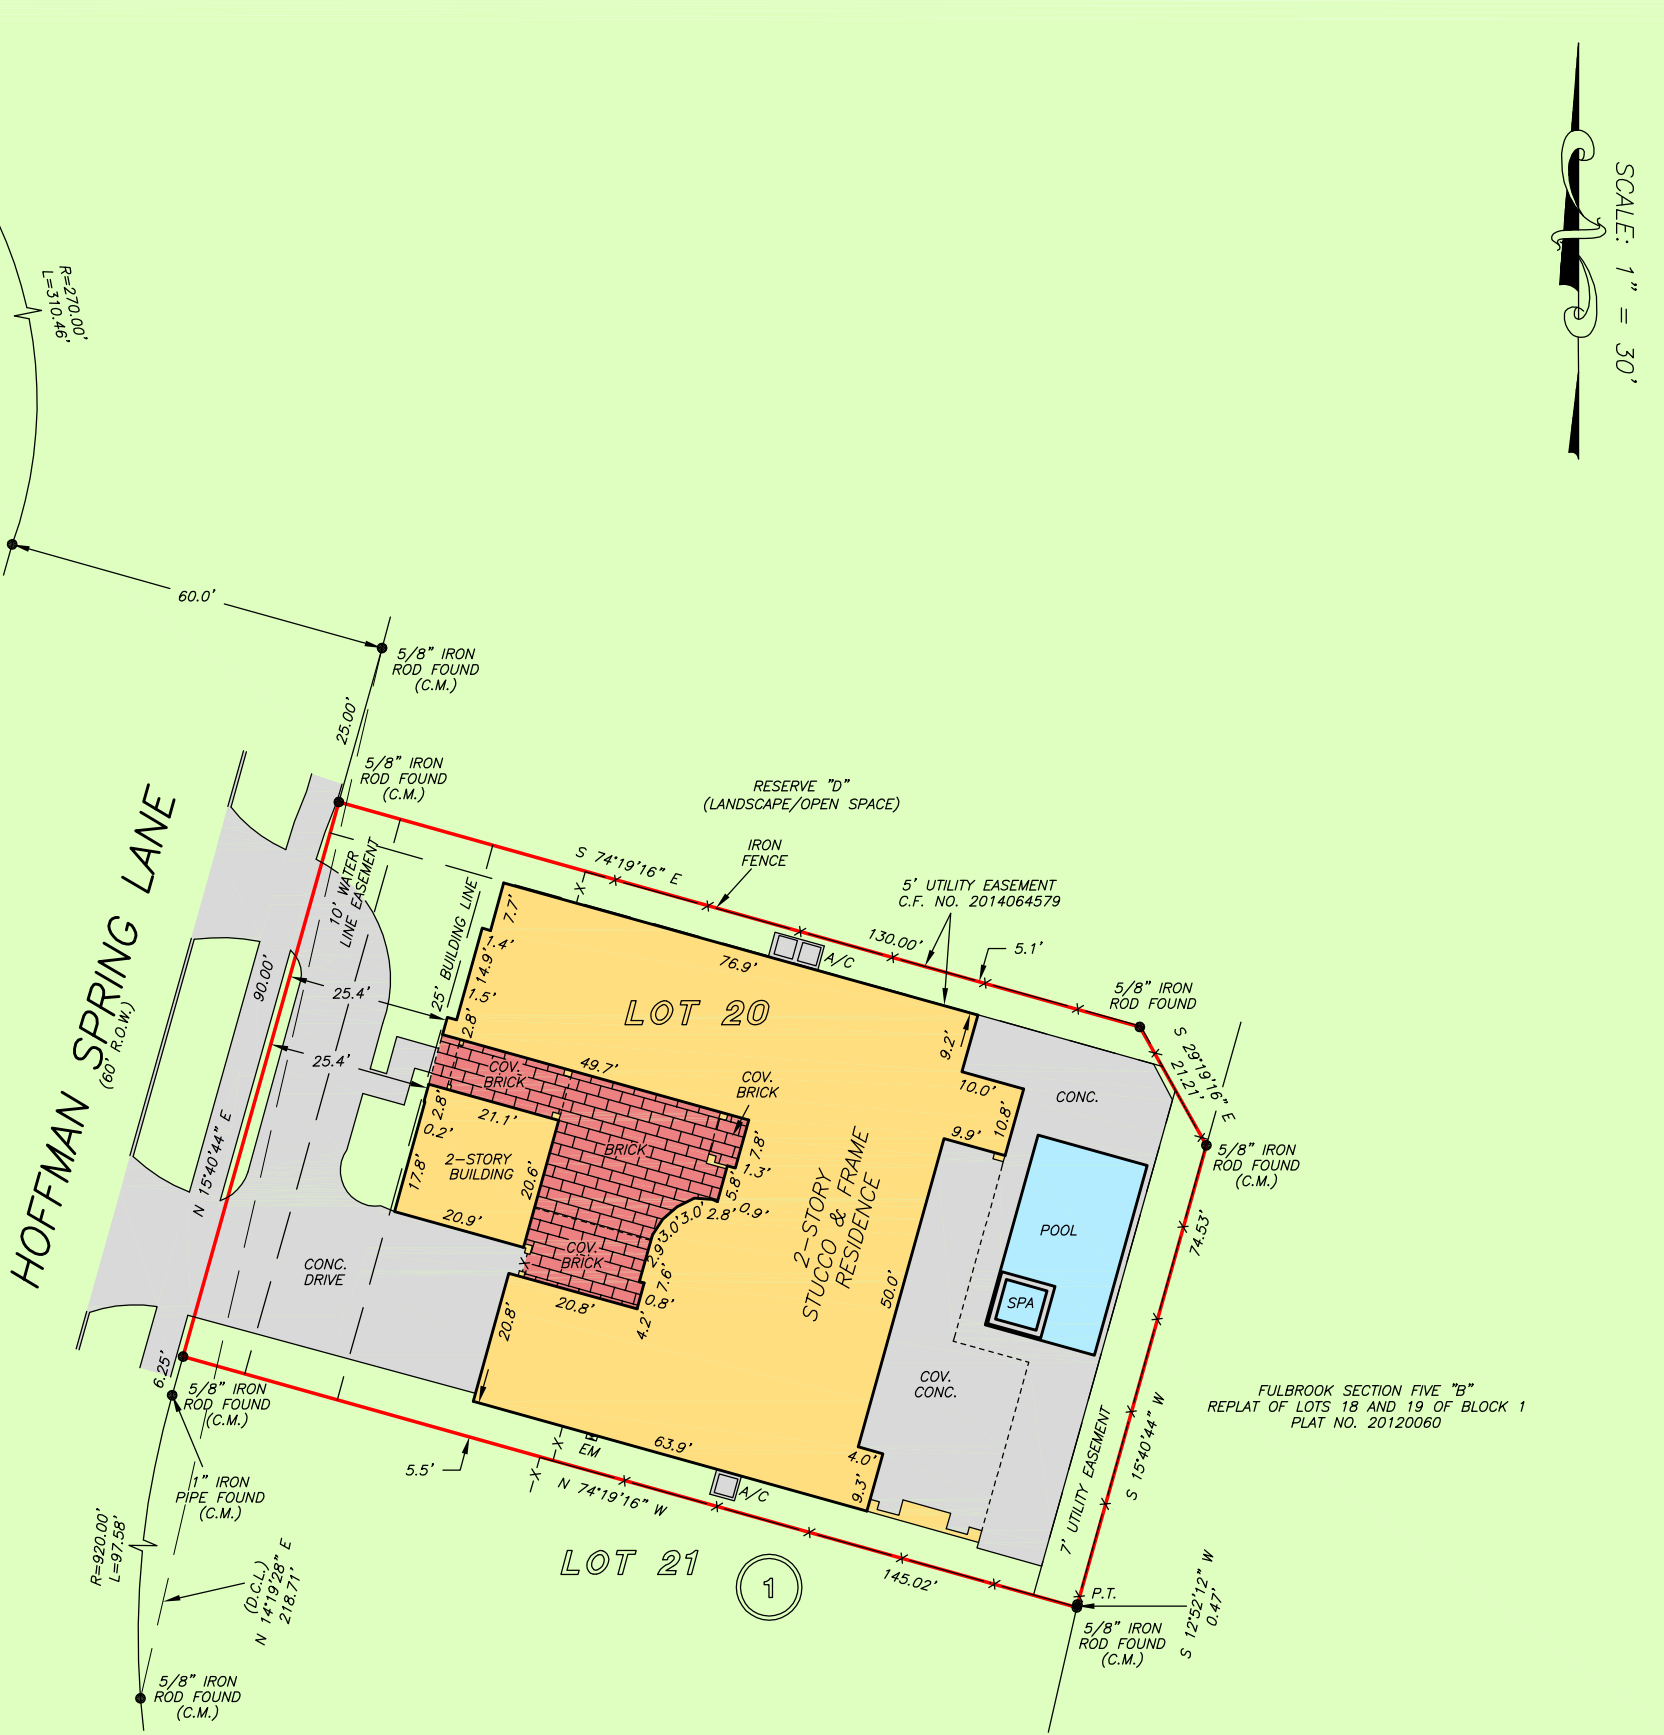 SCALE: 1" = 30'
R=270.00'
L=310.46'
60.0'
5/8" IRON
ROD FOUND
(C.M.)
25.00'
5/8" IRON
ROD FOUND
(C.M.)
RESERVE "D"
(LANDSCAPE/OPEN SPACE)
IRON
FENCE
S 74°19'16" E
5' UTILITY EASEMENT
C.F. NO. 2014064579
130.00'
5.1'
5/8" IRON
ROD FOUND
S 29°19'16" E
21.21'
5/8" IRON
ROD FOUND
(C.M.)
HOFFMAN SPRING LANE
(60' R.O.W.)
10' WATER
LINE EASEMENT
25' BUILDING LINE
90.00'
N 15°40'44" E
25.4'
25.4'
7.7'
1.4'
14.9'
1.5'
2.8'
76.9'
A/C
LOT 20
9.2'
10.0'
10.8'
9.9'
CONC.
COV.
BRICK
49.7'
COV.
BRICK
2.8'
0.2'
21.1'
BRICK
7.8'
1.3'
5.8'
0.9'
2.8'
3.0'
3.0'
2.9'
7.6'
0.8'
4.2'
2-STORY
BUILDING
17.8'
20.6'
20.9'
COV.
BRICK
20.8'
20.8'
2-STORY
STUCCO & FRAME
RESIDENCE
50.0'
POOL
SPA
74.53'
CONC.
DRIVE
COV.
CONC.
6.25'
5/8" IRON
ROD FOUND
(C.M.)
1" IRON
PIPE FOUND
(C.M.)
5.5'
EM
63.9'
4.0'
9.3'
A/C
N 74°19'16" W
145.02'
7' UTILITY EASEMENT
S 15°40'44" W
FULBROOK SECTION FIVE "B"
REPLAT OF LOTS 18 AND 19 OF BLOCK 1
PLAT NO. 20120060
R=920.00'
L=97.58'
(D.C.L.)
N 14°19'28" E
218.71'
LOT 21
1
P.T.
5/8" IRON
ROD FOUND
(C.M.)
S 12°52'12" W
0.47'
5/8" IRON
ROD FOUND
(C.M.)